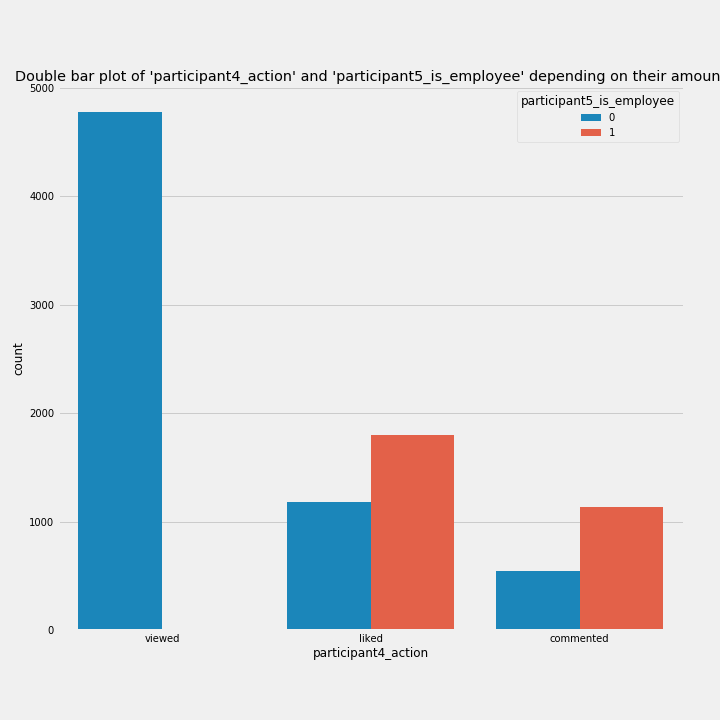 Double bar plot of 'participant4_action' and 'participant5_is_employee' depending on their amoun
5000
participant5_is_employee
0
1
4000
3000
count
2000
1000
0
viewed liked commented
participant4_action